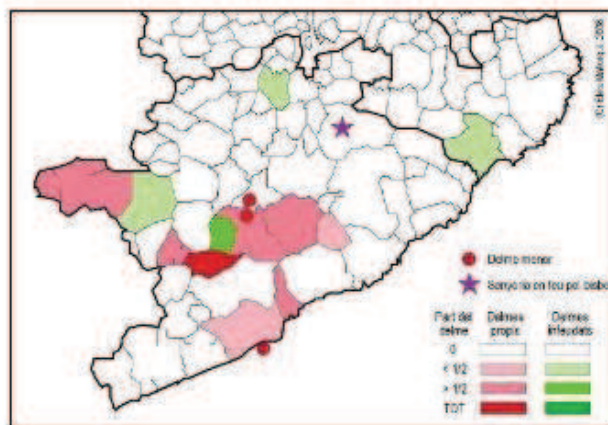 Delme menor
Senyoria en feu pel bisbe
Part del delme
Delmes propis
Delmes infeudats
0
< 1/2
> 1/2
TOT